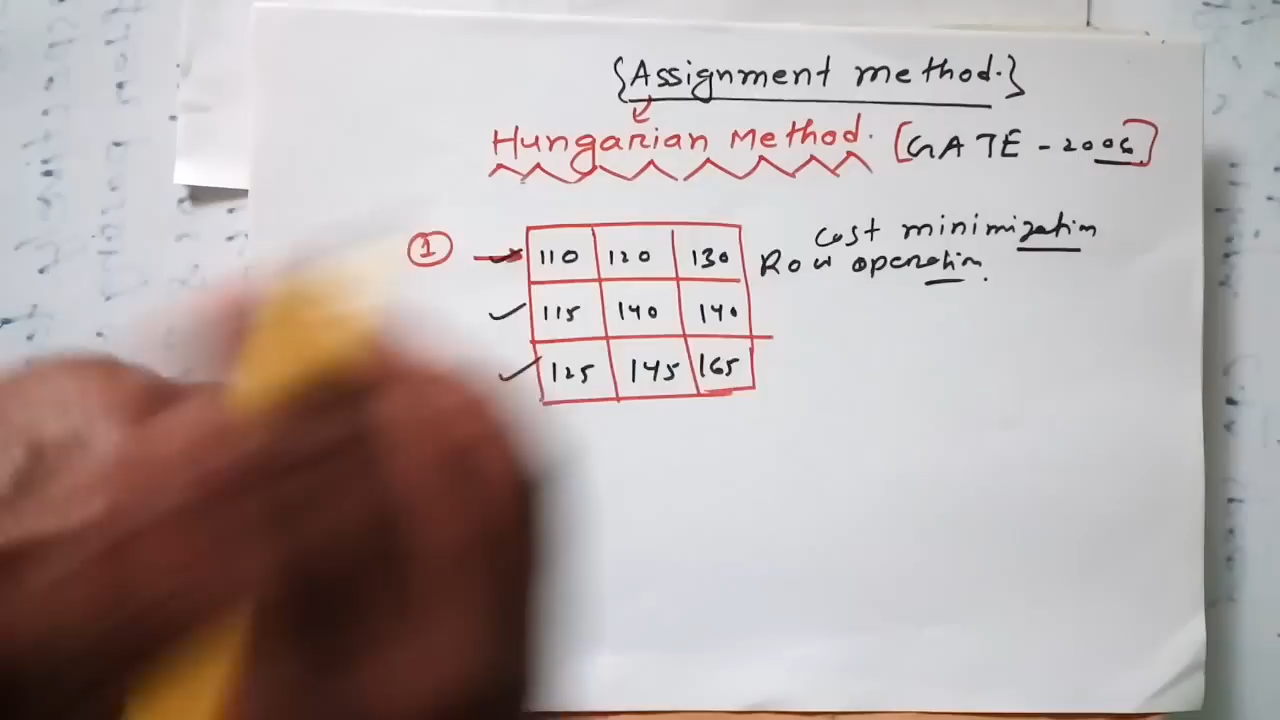 {Assignment method.}
Hungarian Method. [GATE - 2006]
cost minimization
① 110 120 130 Row operation.
115 140 140
125 145 165